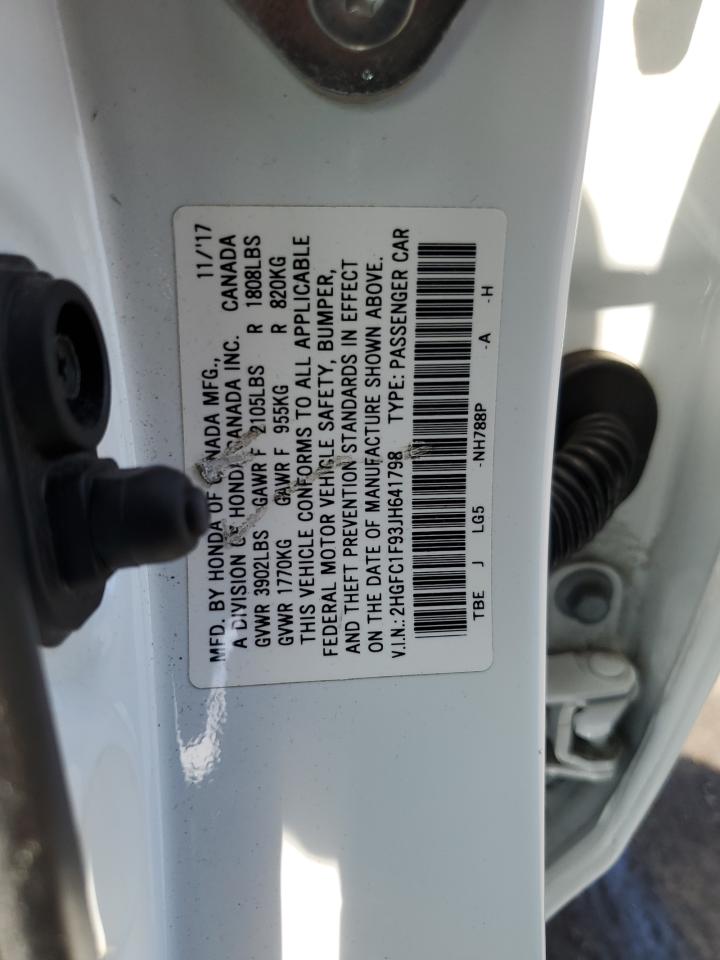 MFD. BY HONDA OF CANADA MFG., 11/'17
A DIVISION OF HONDA CANADA INC. CANADA
GVWR 3902LBS GAWR F 2105LBS R 1808LBS
GVWR 1770KG GAWR F 955KG R 820KG
THIS VEHICLE CONFORMS TO ALL APPLICABLE
FEDERAL MOTOR VEHICLE SAFETY, BUMPER,
AND THEFT PREVENTION STANDARDS IN EFFECT
ON THE DATE OF MANUFACTURE SHOWN ABOVE.
V.I.N.: 2HGFC1F93JH641798 TYPE: PASSENGER CAR
TBE J LG5 -NH788P -A -H